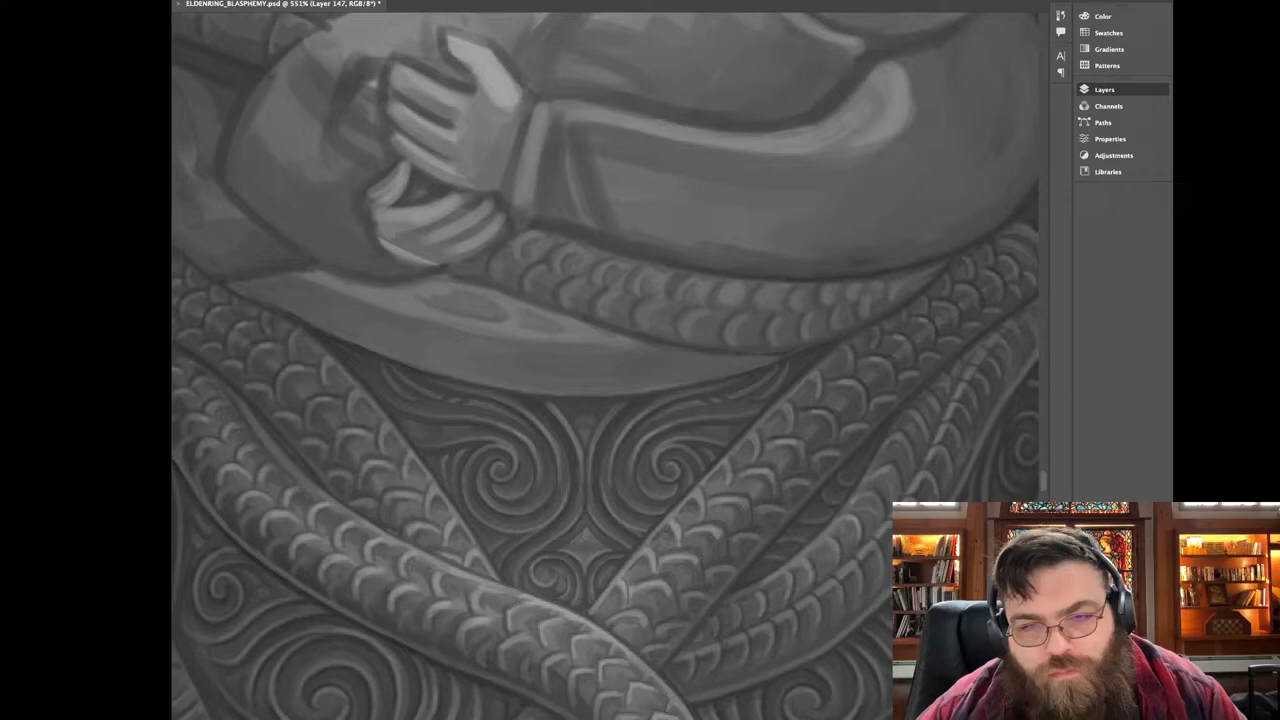 × ELDENRING_BLASPHEMY.psd @ 551% (Layer 147, RGB/8*) *
Color
Swatches
Gradients
Patterns
Layers
Channels
Paths
Properties
Adjustments
Libraries